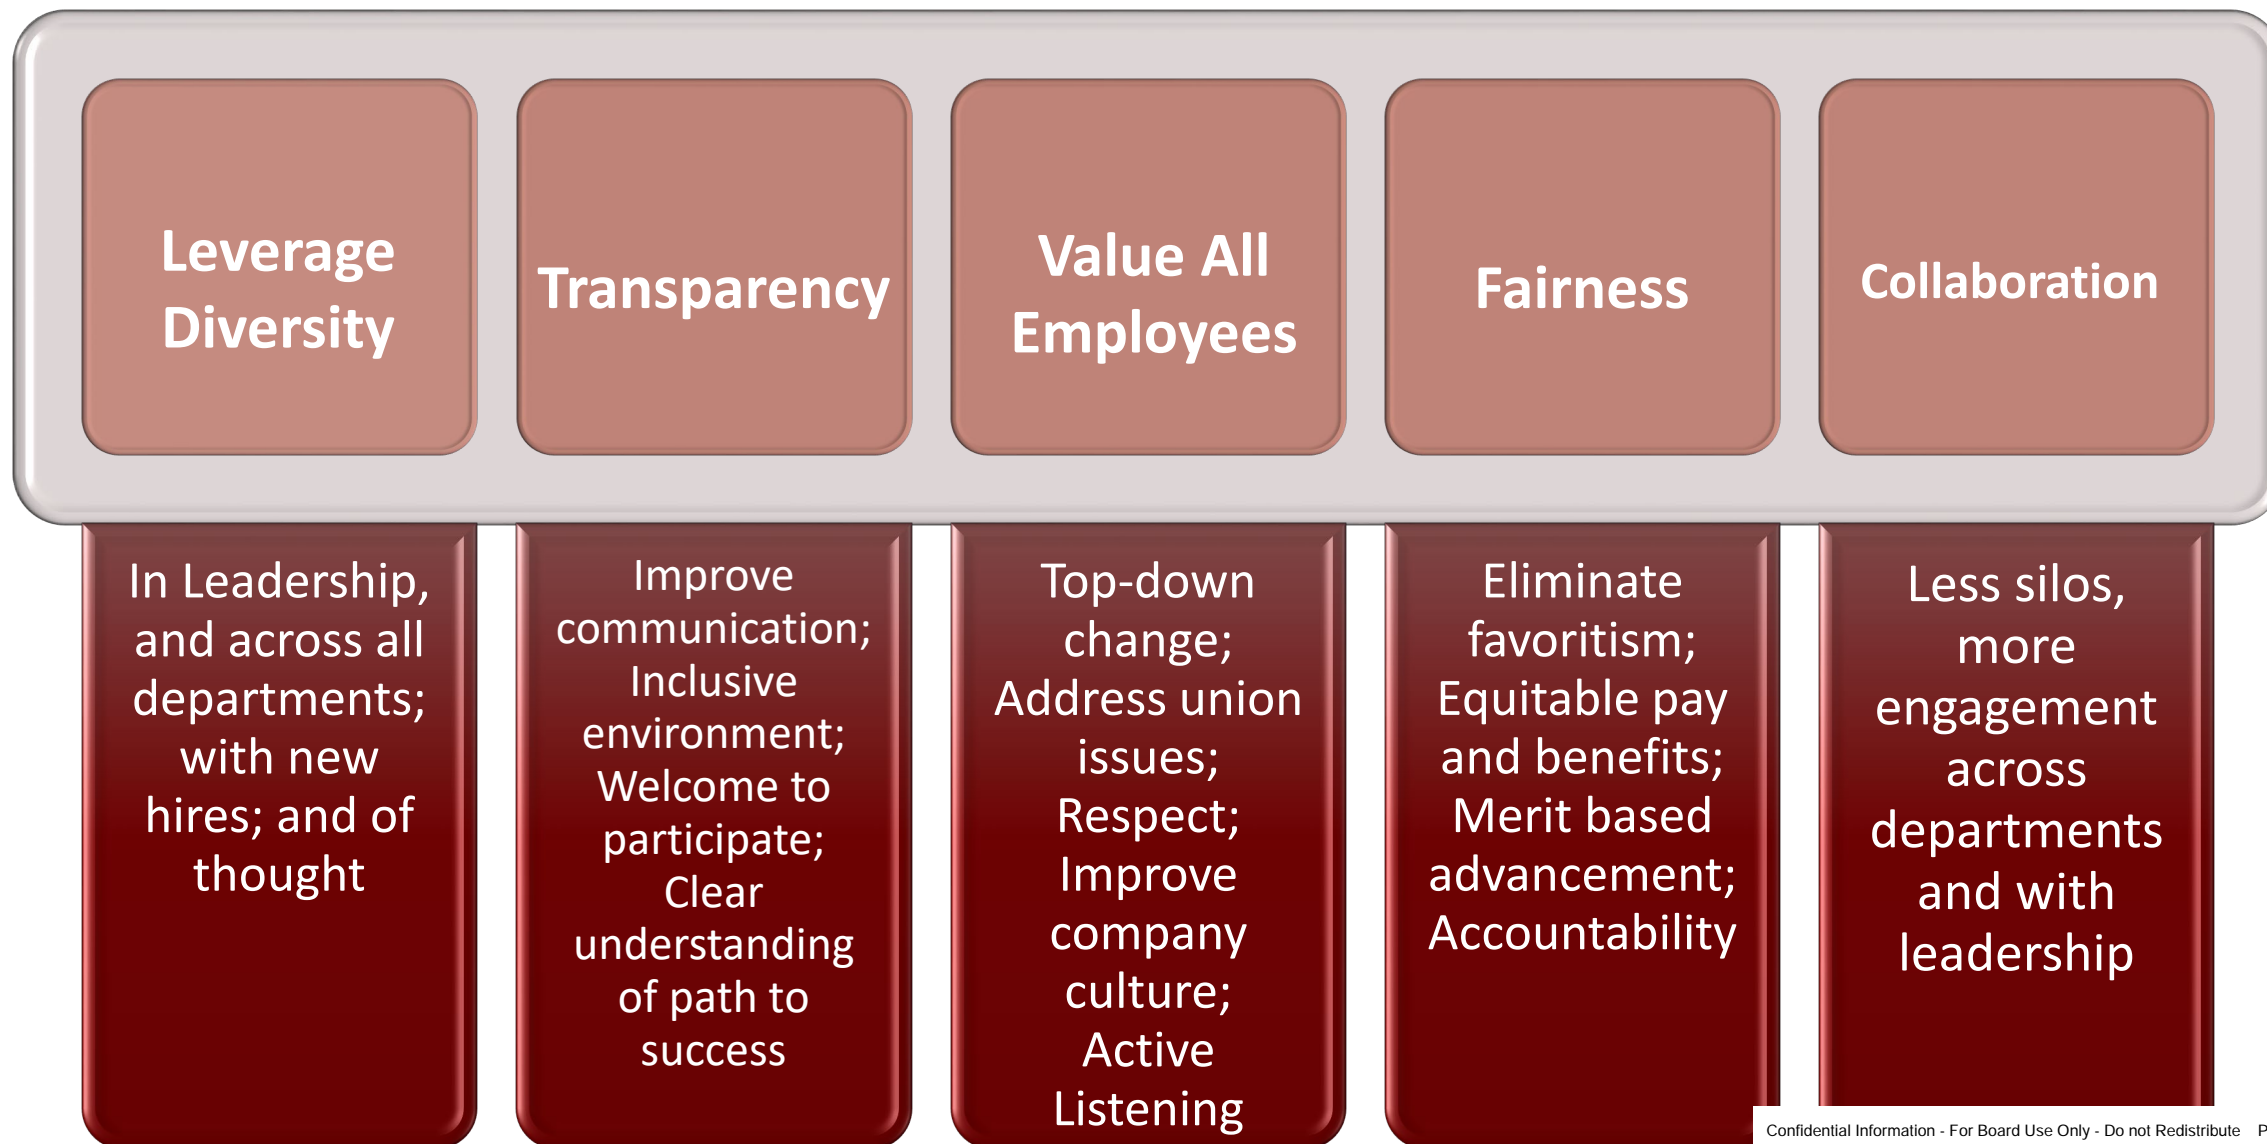 Leverage
Diversity
Transparency
Value All
Employees
Fairness
Collaboration
In Leadership,
and across all
departments;
with new
hires; and of
thought
Improve
communication;
Inclusive
environment;
Welcome to
participate;
Clear
understanding
of path to
success
Top-down
change;
Address union
issues;
Respect;
Improve
company
culture;
Active
Listening
Eliminate
favoritism;
Equitable pay
and benefits;
Merit based
advancement;
Accountability
Less silos,
more
engagement
across
departments
and with
leadership
Confidential Information - For Board Use Only - Do not Redistribute